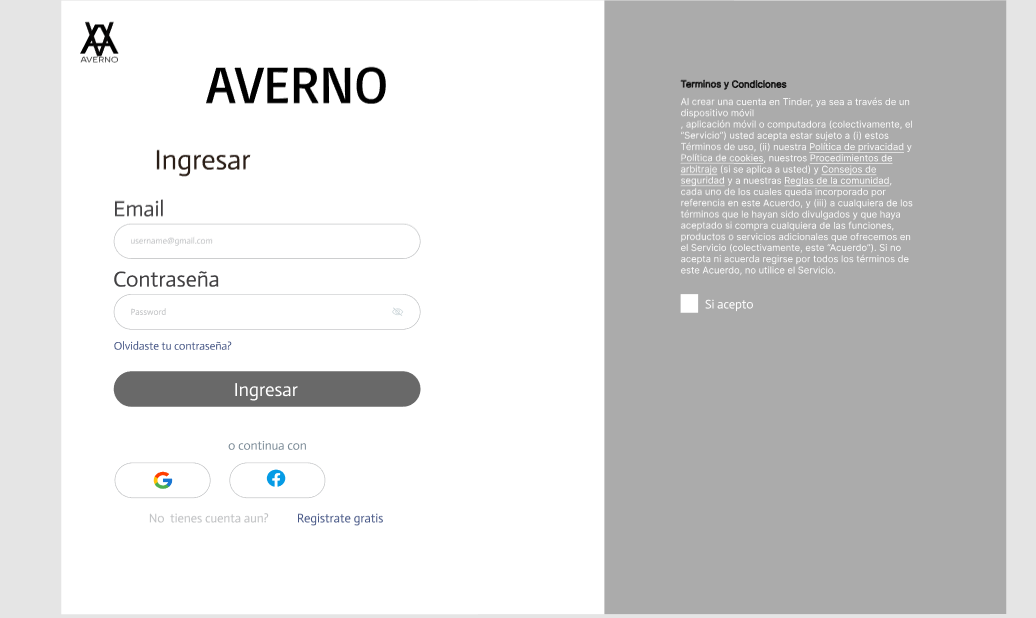 AVERNO
AVERNO
Ingresar
Email
username@gmail.com
Contraseña
Password
Olvidaste tu contraseña?
Ingresar
o continua con
No tienes cuenta aun? Registrate gratis
Terminos y Condiciones
Al crear una cuenta en Tinder, ya sea a través de un
dispositivo móvil
, aplicación móvil o computadora (colectivamente, el
“Servicio”) usted acepta estar sujeto a (i) estos
Términos de uso, (ii) nuestra Política de privacidad y
Política de cookies, nuestros Procedimientos de
arbitraje (si se aplica a usted) y Consejos de
seguridad y a nuestras Reglas de la comunidad,
cada uno de los cuales queda incorporado por
referencia en este Acuerdo, y (iii) a cualquiera de los
términos que le hayan sido divulgados y que haya
aceptado si compra cualquiera de las funciones,
productos o servicios adicionales que ofrecemos en
el Servicio (colectivamente, este “Acuerdo”). Si no
acepta ni acuerda regirse por todos los términos de
este Acuerdo, no utilice el Servicio.
Si acepto